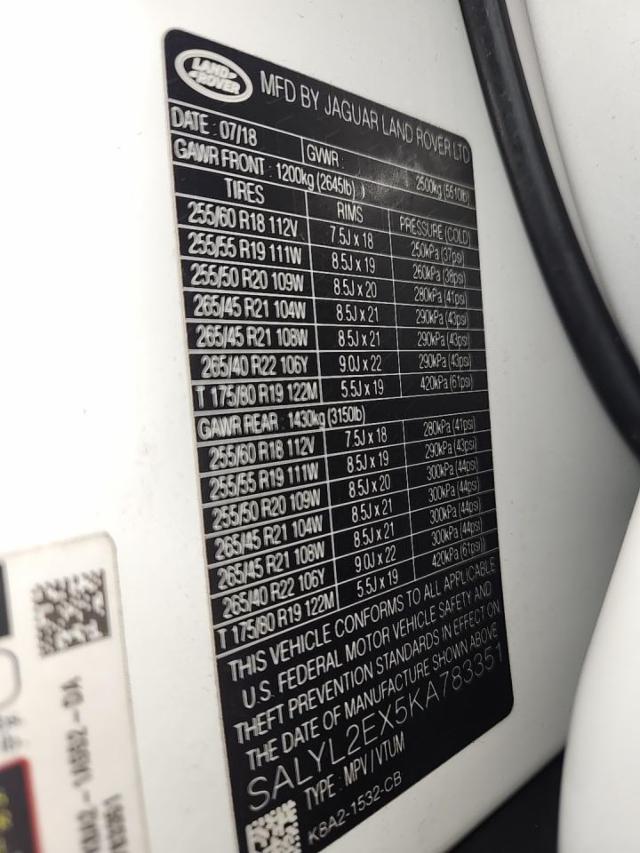 LAND ROVER
MFD BY JAGUAR LAND ROVER LTD
DATE : 07/18 GVWR : 2500kg (5510lb)
GAWR FRONT : 1200kg (2645lb) )
TIRES RIMS PRESSURE (COLD)
255/60 R18 112V 7.5J x 18 250kPa (37psi)
255/55 R19 111W 8.5J x 19 260kPa (38psi)
255/50 R20 109W 8.5J x 20 280kPa (41psi)
265/45 R21 104W 8.5J x 21 290kPa (43psi)
265/45 R21 108W 8.5J x 21 290kPa (43psi)
265/40 R22 106Y 9.0J x 22 290kPa (43psi)
T 175/80 R19 122M 5.5J x 19 420kPa (61psi)
GAWR REAR : 1430kg (3150lb)
255/60 R18 112V 7.5J x 18 280kPa (41psi)
255/55 R19 111W 8.5J x 19 290kPa (43psi)
255/50 R20 109W 8.5J x 20 300kPa (44psi)
265/45 R21 104W 8.5J x 21 300kPa (44psi)
265/45 R21 108W 8.5J x 21 300kPa (44psi)
265/40 R22 106Y 9.0J x 22 300kPa (44psi)
T 175/80 R19 122M 5.5J x 19 420kPa (61psi))
THIS VEHICLE CONFORMS TO ALL APPLICABLE
U.S. FEDERAL MOTOR VEHICLE SAFETY AND
THEFT PREVENTION STANDARDS IN EFFECT ON
THE DATE OF MANUFACTURE SHOWN ABOVE
SALYL2EX5KA783351
TYPE : MPV / VTUM
K8A2-1532-CB